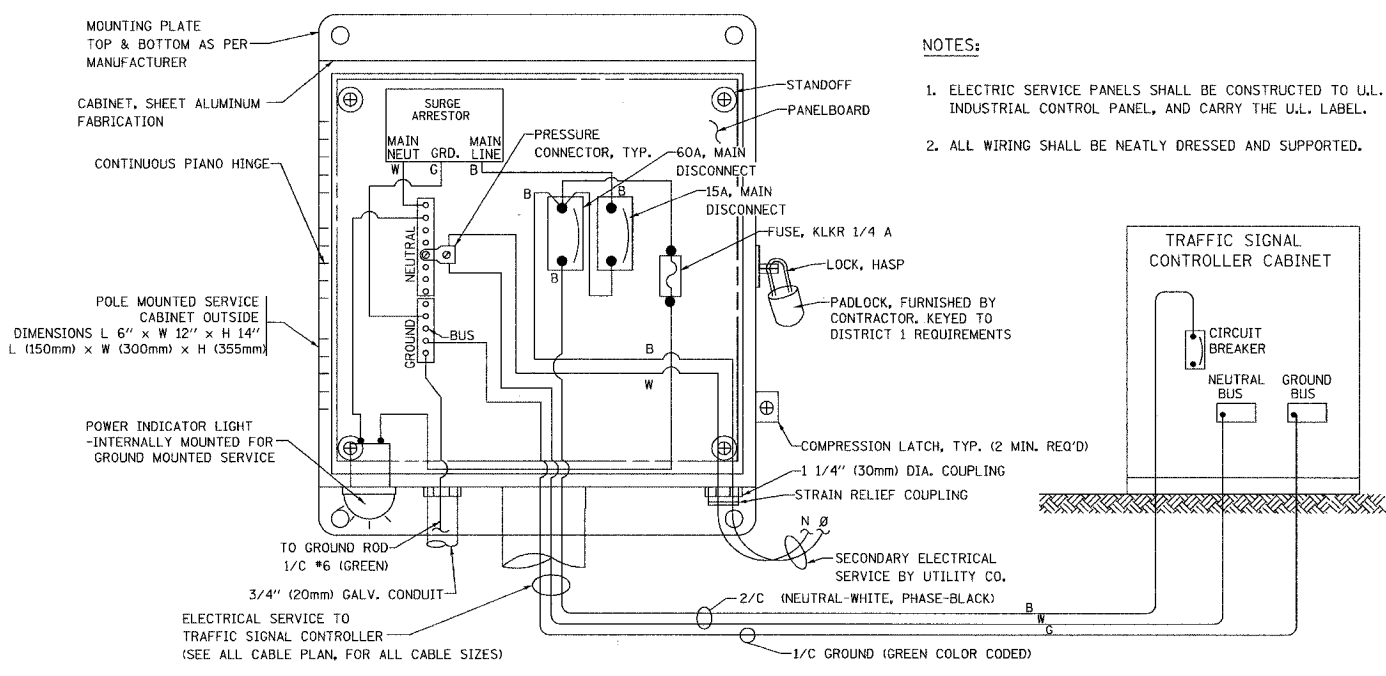 MOUNTING PLATE
TOP & BOTTOM AS PER
MANUFACTURER
CABINET, SHEET ALUMINUM
FABRICATION
CONTINUOUS PIANO HINGE
POLE MOUNTED SERVICE
CABINET OUTSIDE
DIMENSIONS L 6" x W 12" x H 14"
L (150mm) x W (300mm) x H (355mm)
POWER INDICATOR LIGHT
-INTERNALLY MOUNTED FOR
GROUND MOUNTED SERVICE
SURGE
ARRESTOR
MAIN
NEUT
GRD.
MAIN
LINE
W
G
B
PRESSURE
CONNECTOR, TYP.
NEUTRAL
GROUND
BUS
B
B
B
B
W
STANDOFF
PANELBOARD
60A, MAIN
DISCONNECT
15A, MAIN
DISCONNECT
FUSE, KLKR 1/4 A
LOCK, HASP
PADLOCK, FURNISHED BY
CONTRACTOR. KEYED TO
DISTRICT 1 REQUIREMENTS
COMPRESSION LATCH, TYP. (2 MIN. REQ'D)
1 1/4" (30mm) DIA. COUPLING
STRAIN RELIEF COUPLING
N Ø
SECONDARY ELECTRICAL
SERVICE BY UTILITY CO.
TO GROUND ROD
1/C #6 (GREEN)
3/4" (20mm) GALV. CONDUIT
ELECTRICAL SERVICE TO
TRAFFIC SIGNAL CONTROLLER
(SEE ALL CABLE PLAN, FOR ALL CABLE SIZES)
2/C (NEUTRAL-WHITE, PHASE-BLACK)
B
W
G
1/C GROUND (GREEN COLOR CODED)
NOTES:
1. ELECTRIC SERVICE PANELS SHALL BE CONSTRUCTED TO U.L.
INDUSTRIAL CONTROL PANEL, AND CARRY THE U.L. LABEL.
2. ALL WIRING SHALL BE NEATLY DRESSED AND SUPPORTED.
TRAFFIC SIGNAL
CONTROLLER CABINET
CIRCUIT
BREAKER
NEUTRAL
BUS
GROUND
BUS